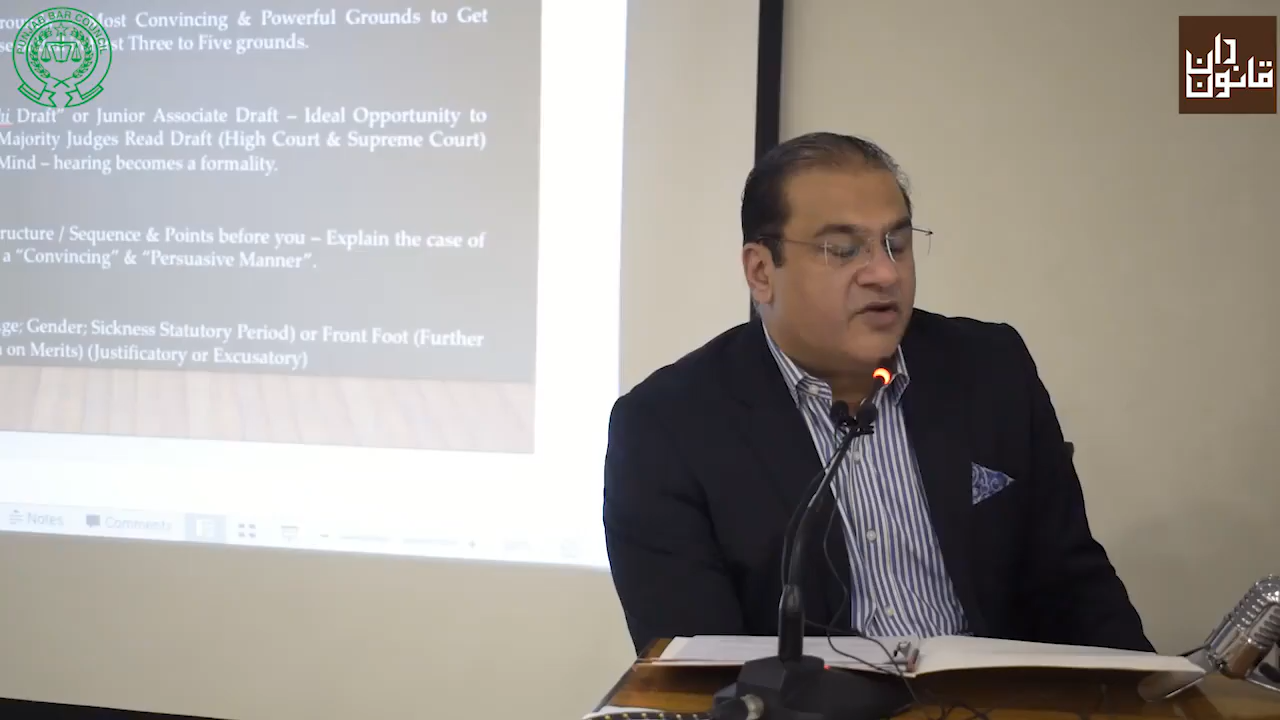 PUNJAB BAR COUNCIL
قانون دان
Most Convincing & Powerful Grounds to Get
st Three to Five grounds.
hi Draft" or Junior Associate Draft – Ideal Opportunity to
Majority Judges Read Draft (High Court & Supreme Court)
Mind – hearing becomes a formality.
ructure / Sequence & Points before you – Explain the case of
a "Convincing" & "Persuasive Manner".
ge; Gender; Sickness Statutory Period) or Front Foot (Further
on Merits) (Justificatory or Excusatory)
Notes Comments